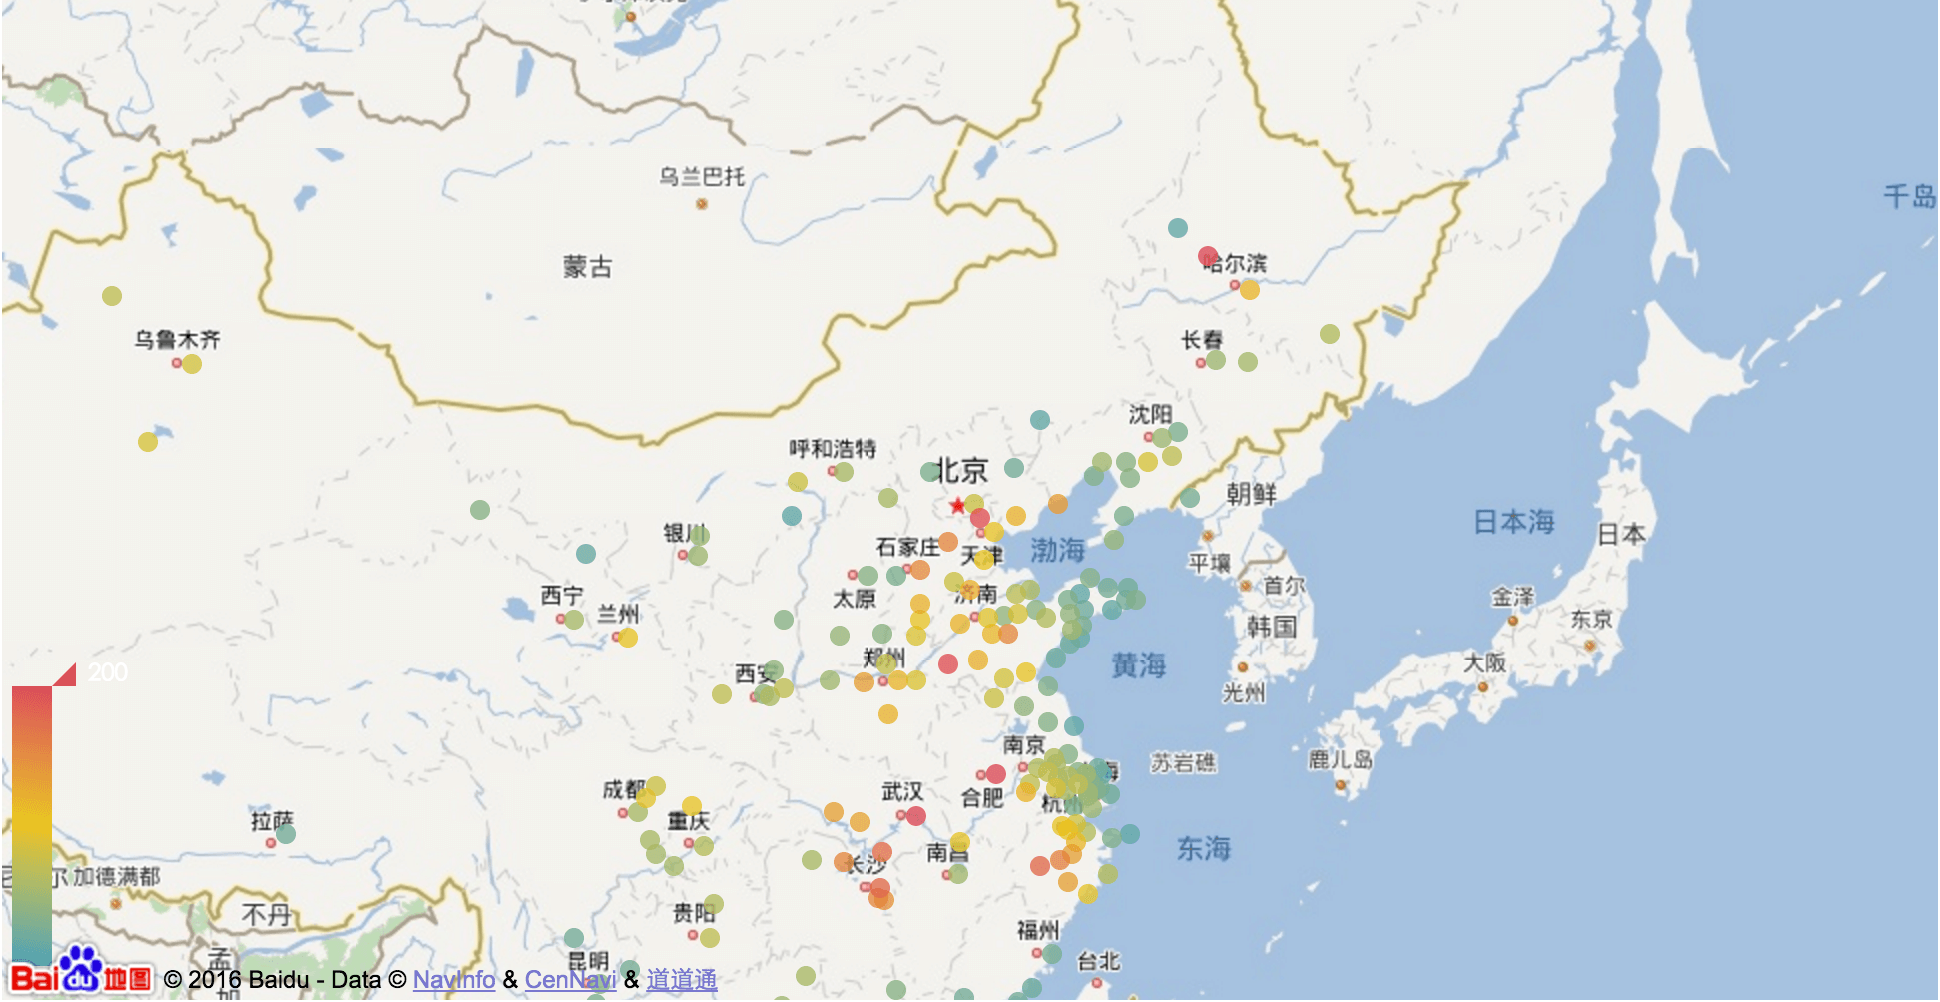 乌兰巴托
千岛
蒙古
哈尔滨
乌鲁木齐
长春
沈阳
呼和浩特
北京
朝鲜
日本海
日本
银川
石家庄
天津
渤海
平壤
首尔
西宁
兰州
太原
济南
金泽
东京
韩国
郑州
黄海
大阪
西安
200
光州
南京
苏岩礁
鹿儿岛
成都
武汉
合肥
杭州
海
拉萨
重庆
南昌
东海
长沙
尔 加德满都
不丹
贵阳
福州
昆明
台北
孟
加
Bai du 地图 © 2016 Baidu - Data © NavInfo & CenNavi & 道道通